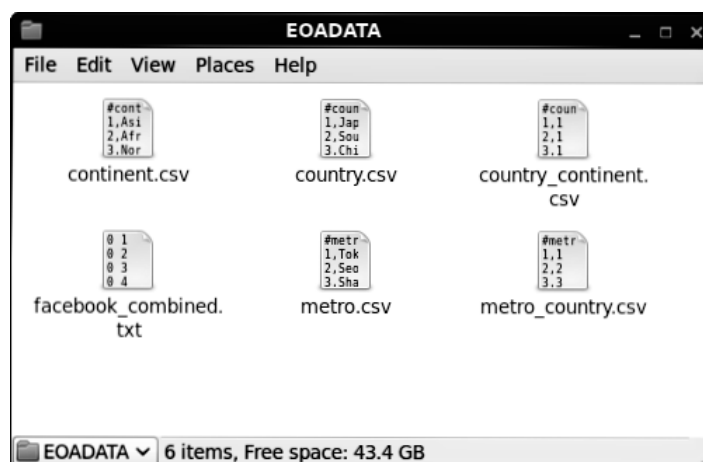 EOADATA
File Edit View Places Help
#cont
1,Asi
2,Afr
3.Nor
continent.csv
#coun
1,Jap
2,Sou
3.Chi
country.csv
#coun
1,1
2,1
3.1
country_continent.
csv
0 1
0 2
0 3
0 4
facebook_combined.
txt
#metr
1,Tok
2,Seo
3.Sha
metro.csv
#metr
1,1
2,2
3.3
metro_country.csv
EOADATA 6 items, Free space: 43.4 GB